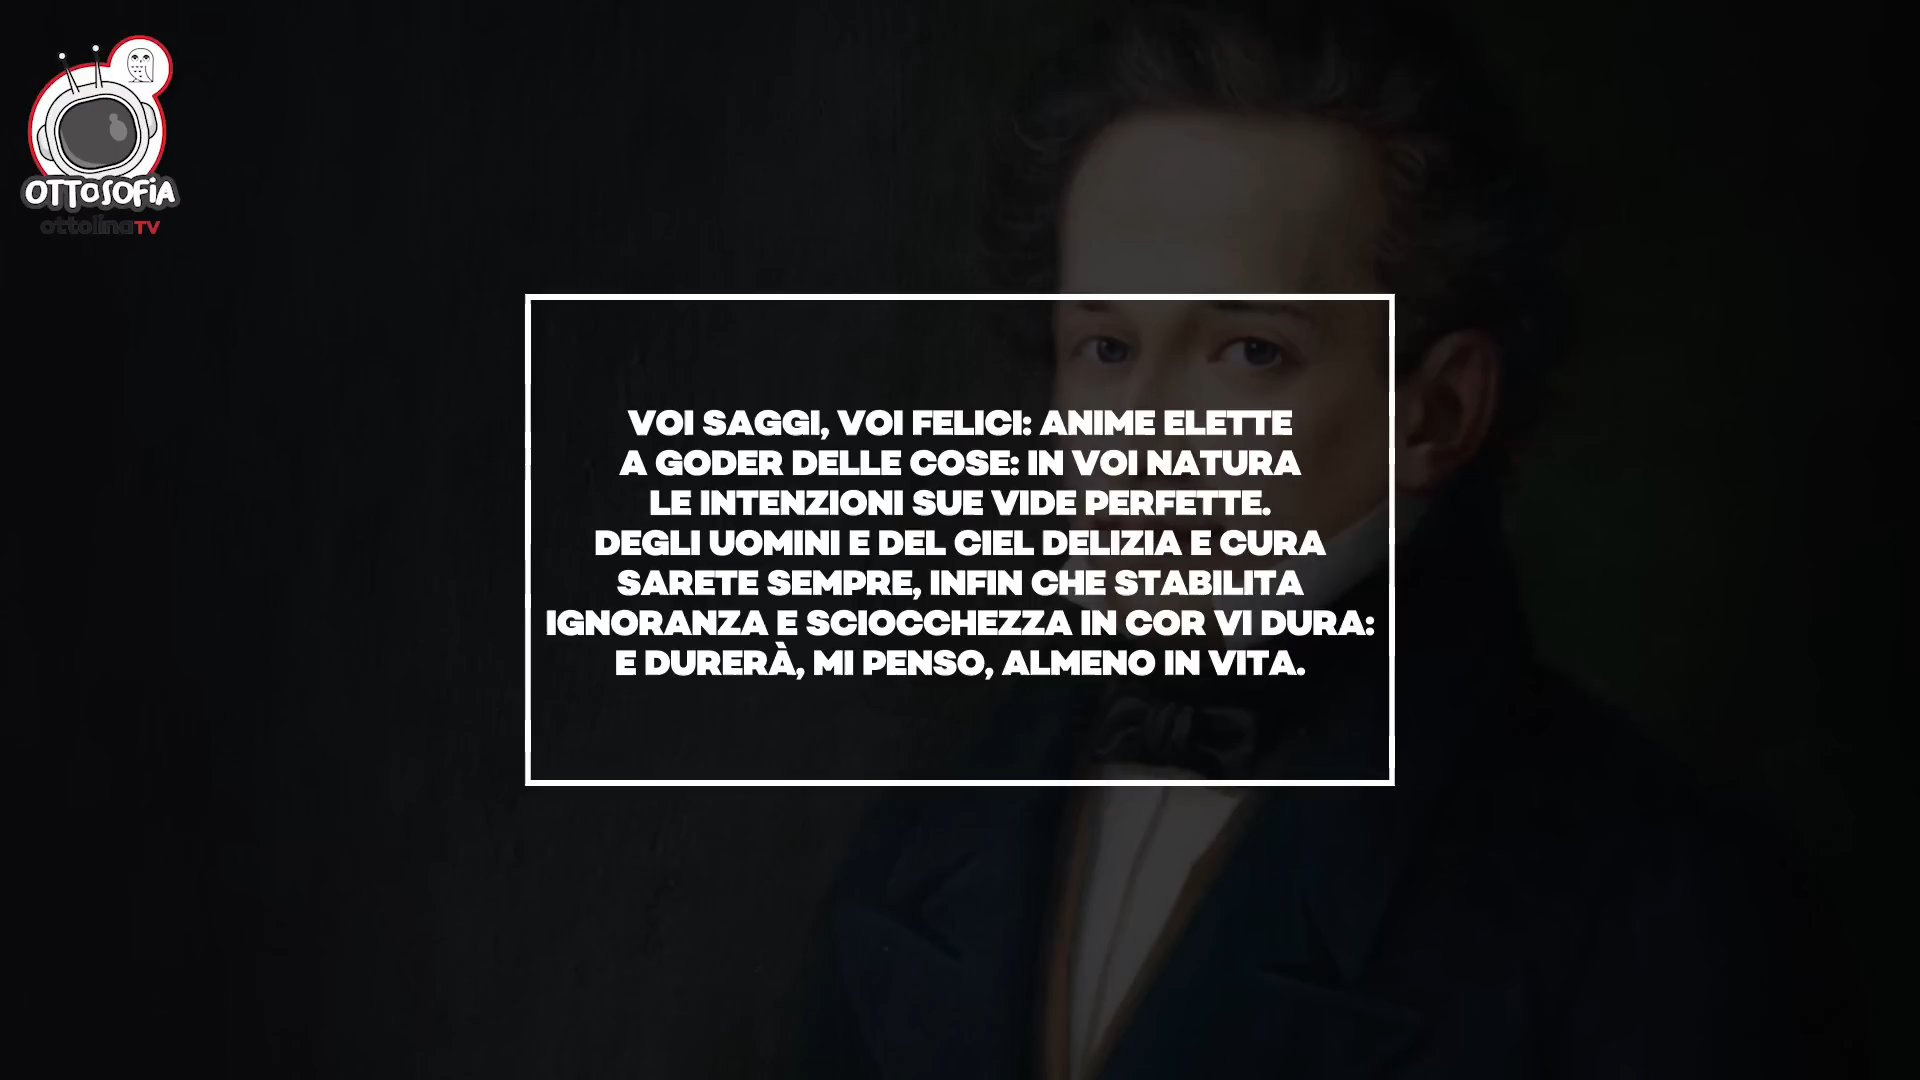 OTTOSOFIA
ottolinaTV
VOI SAGGI, VOI FELICI: ANIME ELETTE
A GODER DELLE COSE: IN VOI NATURA
LE INTENZIONI SUE VIDE PERFETTE.
DEGLI UOMINI E DEL CIEL DELIZIA E CURA
SARETE SEMPRE, INFIN CHE STABILITA
IGNORANZA E SCIOCCHEZZA IN COR VI DURA:
E DURERÀ, MI PENSO, ALMENO IN VITA.